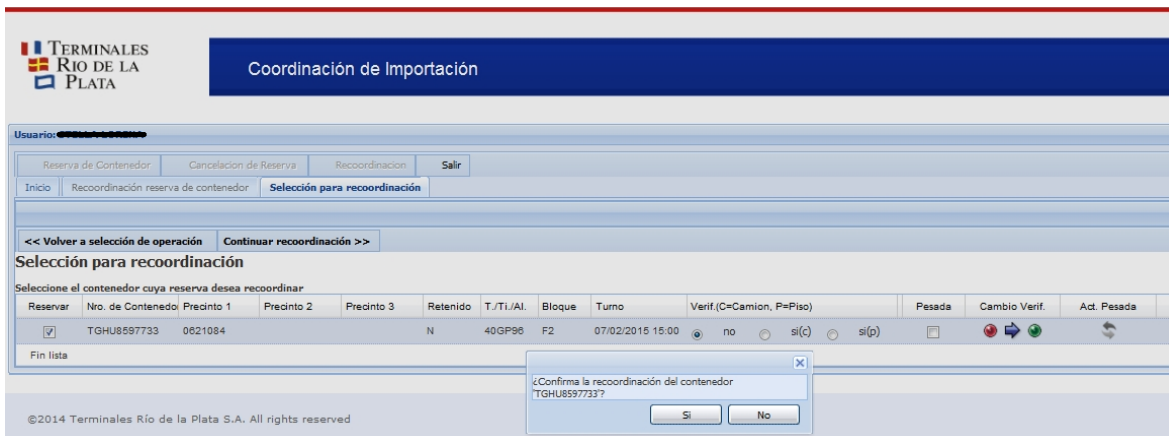 TERMINALES
RIO DE LA
PLATA
Coordinación de Importación
Usuario:
Reserva de Contenedor Cancelacion de Reserva Recoordinacion Salir
Inicio Recoordinación reserva de contenedor Selección para recoordinación
<< Volver a selección de operación Continuar recoordinación >>
Selección para recoordinación
Seleccione el contenedor cuya reserva desea recoordinar
Reservar Nro. de Contenedo Precinto 1 Precinto 2 Precinto 3 Retenido T./Ti./Al. Bloque Turno Verif.(C=Camion, P=Piso) Pesada Cambio Verif. Act. Pesada
TGHU8597733 0621084 N 40GP96 F2 07/02/2015 15:00 no si(c) si(p)
Fin lista
¿Confirma la recoordinación del contenedor
'TGHU8597733'?
Si No
©2014 Terminales Río de la Plata S.A. All rights reserved